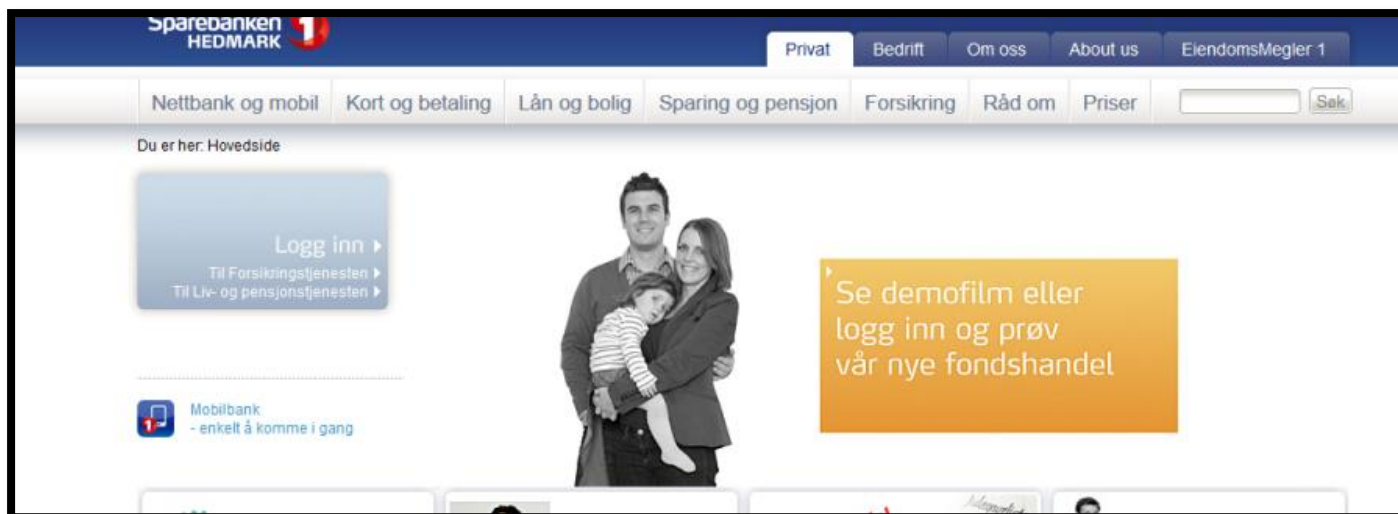 Sparebanken
HEDMARK
Privat
Bedrift
Om oss
About us
EiendomsMegler 1
Nettbank og mobil
Kort og betaling
Lån og bolig
Sparing og pensjon
Forsikring
Råd om
Priser
Søk
Du er her: Hovedside
Logg inn
Til Forsikringstjenesten
Til Liv- og pensjonstjenesten
Se demofilm eller
logg inn og prøv
vår nye fondshandel
Mobilbank
- enkelt å komme i gang